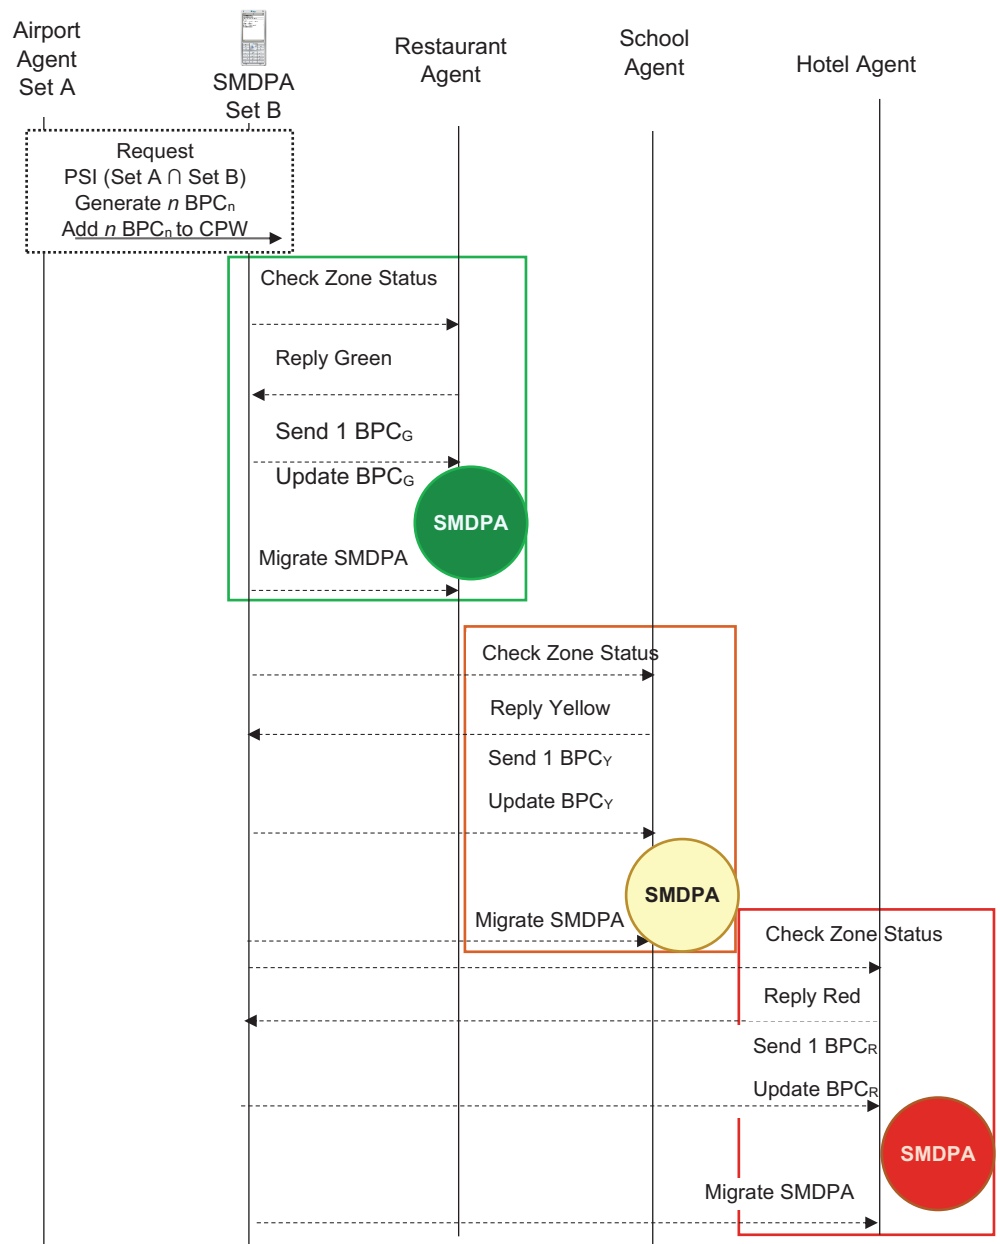 Airport
Agent
Set A
SMDPA
Set B
Restaurant
Agent
School
Agent
Hotel Agent
Request
PSI (Set A ∩ Set B)
Generate n BPCn
Add n BPCn to CPW
Check Zone Status
Reply Green
Send 1 BPCG
Update BPCG
SMDPA
Migrate SMDPA
Check Zone Status
Reply Yellow
Send 1 BPCY
Update BPCY
SMDPA
Migrate SMDPA
Check Zone Status
Reply Red
Send 1 BPCR
Update BPCR
SMDPA
Migrate SMDPA